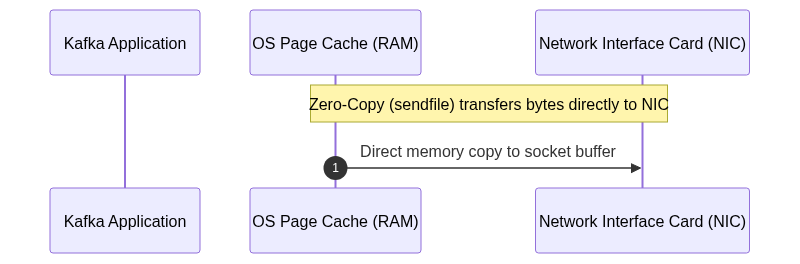 Kafka Application
OS Page Cache (RAM)
Network Interface Card (NIC)
Zero-Copy (sendfile) transfers bytes directly to NIC
Direct memory copy to socket buffer
1
Kafka Application
OS Page Cache (RAM)
Network Interface Card (NIC)